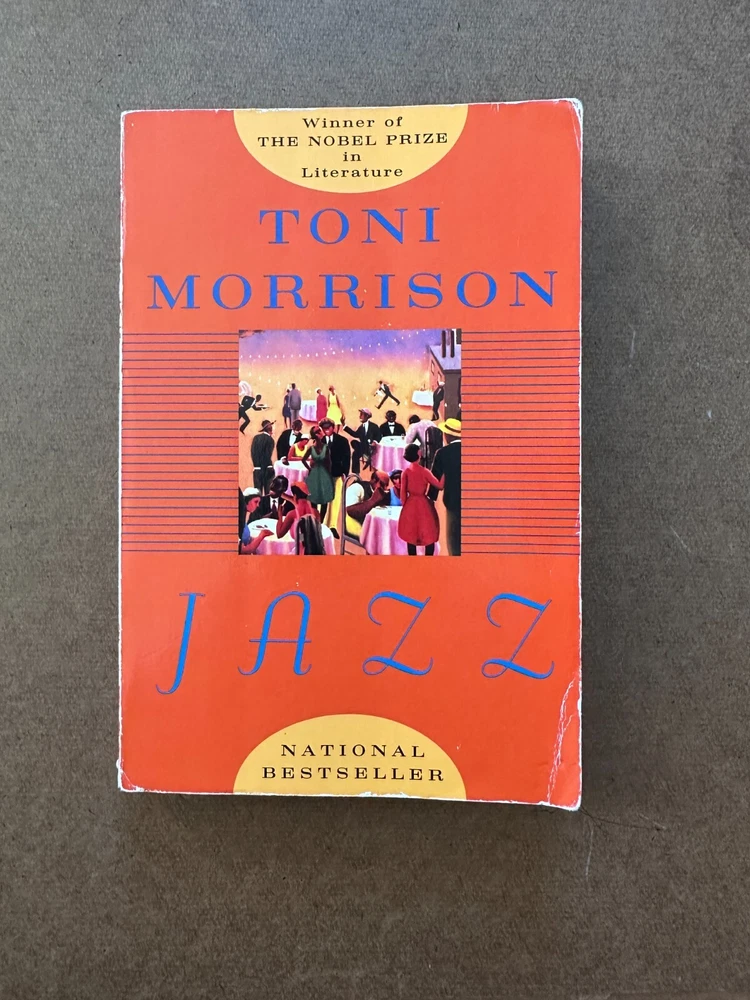 Winner of
THE NOBEL PRIZE
in
Literature
TONI
MORRISON
JAZZ
NATIONAL
BESTSELLER